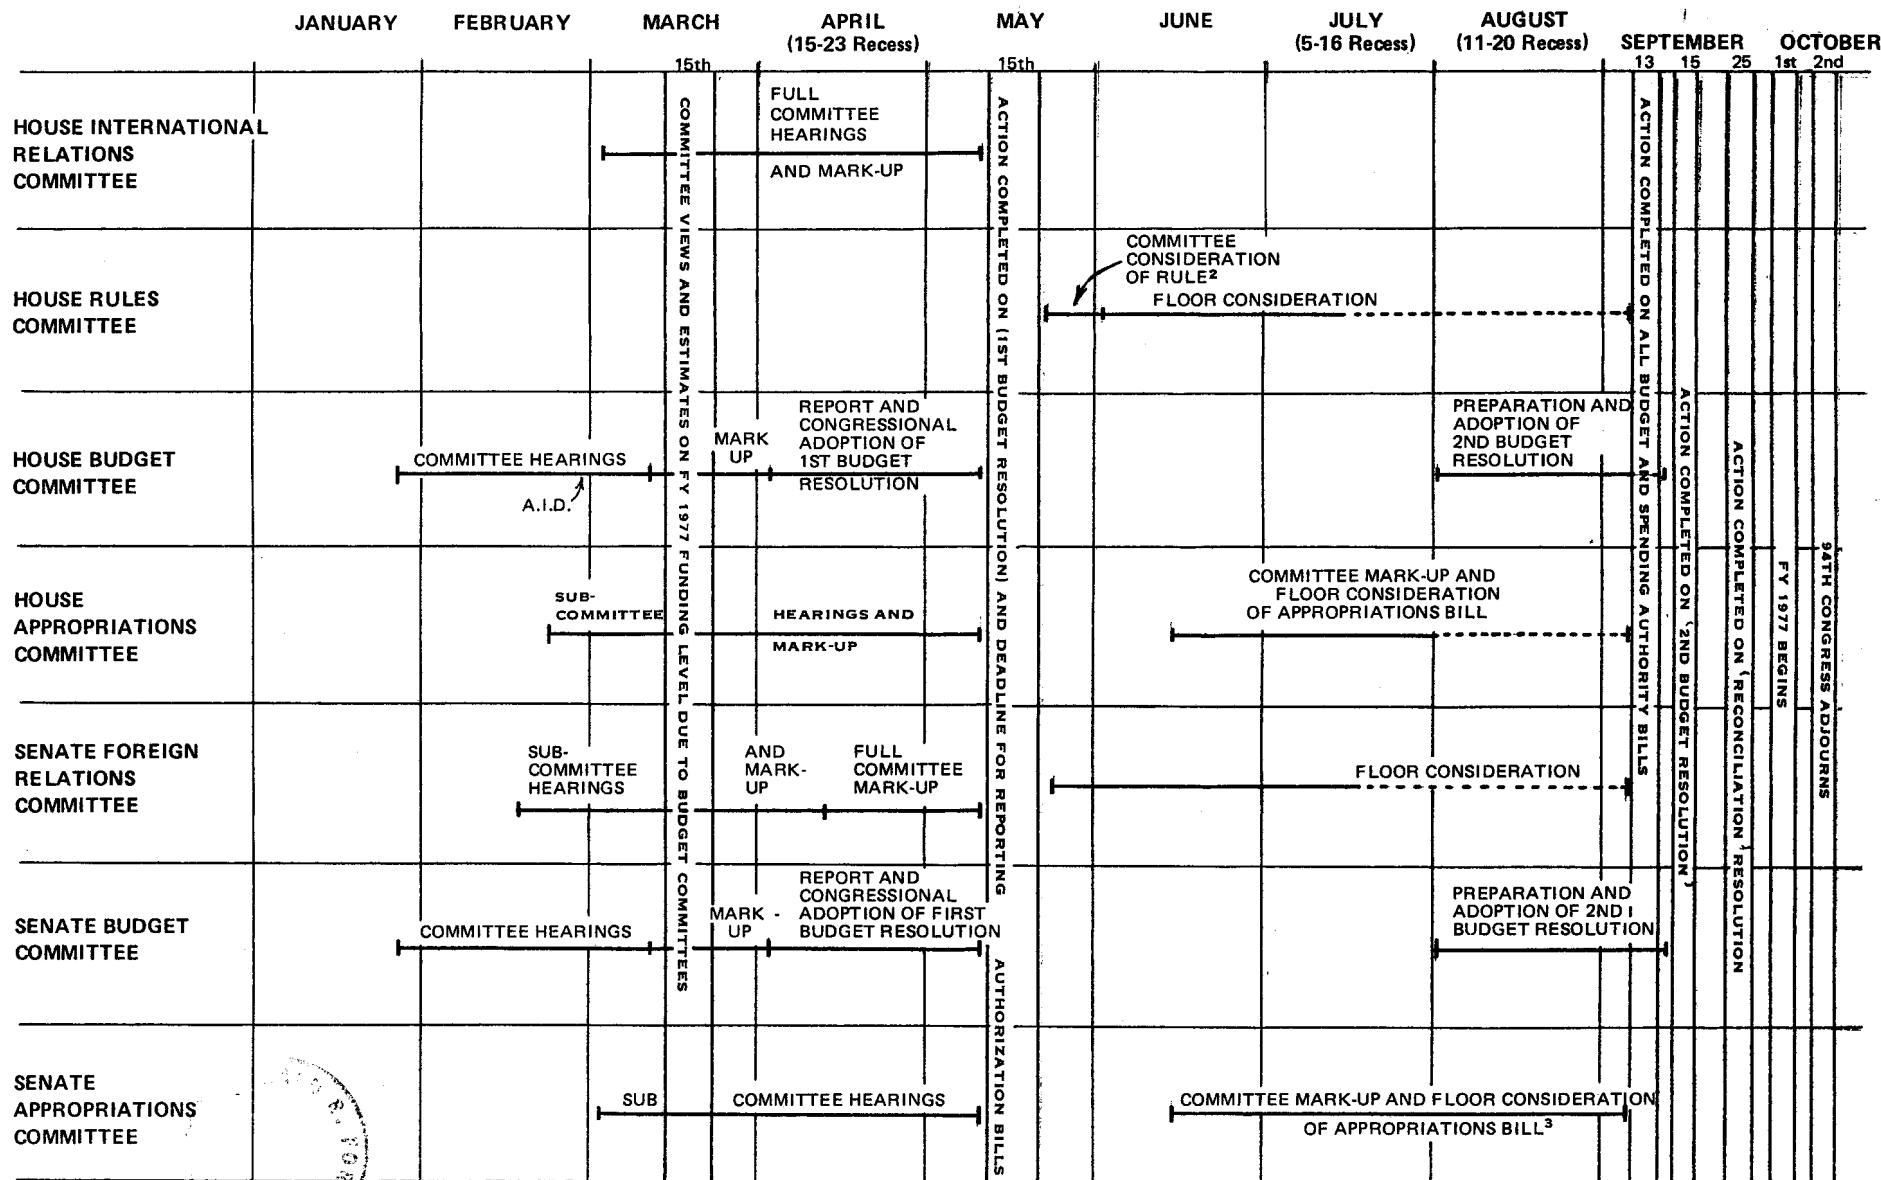 JANUARY FEBRUARY MARCH APRIL MAY JUNE JULY AUGUST
(15-23 Recess) (5-16 Recess) (11-20 Recess) SEPTEMBER OCTOBER
15th 15th 13 15 25 1st 2nd
HOUSE INTERNATIONAL
RELATIONS
COMMITTEE
FULL
COMMITTEE
HEARINGS
AND MARK-UP
HOUSE RULES
COMMITTEE
COMMITTEE
CONSIDERATION
OF RULE²
FLOOR CONSIDERATION
HOUSE BUDGET
COMMITTEE
COMMITTEE HEARINGS
A.I.D.
MARK
UP
REPORT AND
CONGRESSIONAL
ADOPTION OF
1ST BUDGET
RESOLUTION
PREPARATION AND
ADOPTION OF
2ND BUDGET
RESOLUTION
HOUSE
APPROPRIATIONS
COMMITTEE
SUB-
COMMITTEE
HEARINGS AND
MARK-UP
COMMITTEE MARK-UP AND
FLOOR CONSIDERATION
OF APPROPRIATIONS BILL
SENATE FOREIGN
RELATIONS
COMMITTEE
SUB-
COMMITTEE
HEARINGS
AND
MARK-
UP
FULL
COMMITTEE
MARK-UP
FLOOR CONSIDERATION
SENATE BUDGET
COMMITTEE
COMMITTEE HEARINGS
MARK -
UP
REPORT AND
CONGRESSIONAL
ADOPTION OF FIRST
BUDGET RESOLUTION
PREPARATION AND
ADOPTION OF 2ND
BUDGET RESOLUTION
SENATE
APPROPRIATIONS
COMMITTEE
SUB COMMITTEE HEARINGS
COMMITTEE MARK-UP AND FLOOR CONSIDERATION
OF APPROPRIATIONS BILL³
COMMITTEE VIEWS AND ESTIMATES ON FY 1977 FUNDING LEVEL DUE TO BUDGET COMMITTEES
ACTION COMPLETED ON (1ST BUDGET RESOLUTION) AND DEADLINE FOR REPORTING AUTHORIZATION BILLS
ACTION COMPLETED ON ALL BUDGET AND SPENDING AUTHORITY BILLS
ACTION COMPLETED ON '2ND BUDGET RESOLUTION'
ACTION COMPLETED ON 'RECONCILIATION' RESOLUTION
FY 1977 BEGINS
94TH CONGRESS ADJOURNS